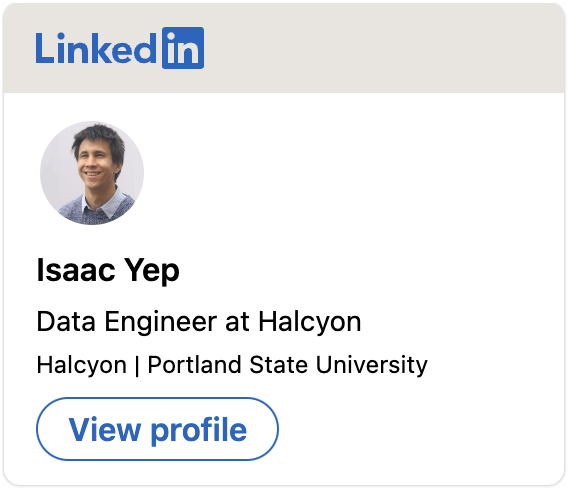 LinkedIn
Isaac Yep
Data Engineer at Halcyon
Halcyon | Portland State University
View profile